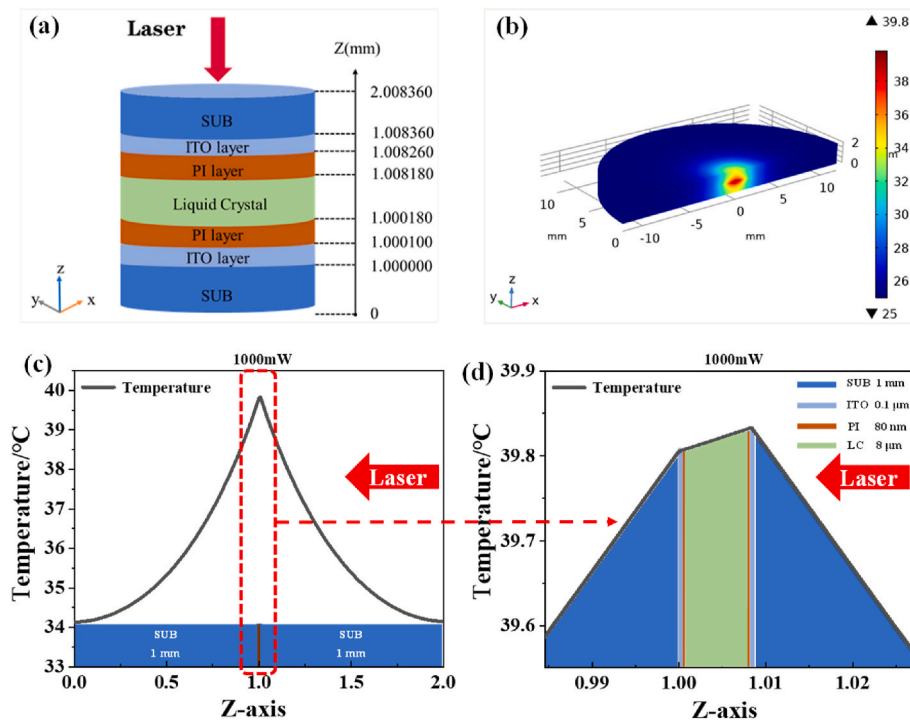 (a)
Laser
Z(mm)
2.008360
SUB
1.008360
ITO layer
1.008260
PI layer
1.008180
Liquid Crystal
1.000180
PI layer
1.000100
ITO layer
1.000000
SUB
0
z
y
x
(b)
▲ 39.8
38
36
34
32
30
28
26
▼ 25
2
0
10
5
0
mm
-10
0
10
mm
z
y
x
(c)
1000mW
Temperature
Laser
Temperature/°C
40
39
38
37
36
35
34
33
SUB
1 mm
SUB
1 mm
0.0
0.5
1.0
1.5
2.0
Z-axis
(d)
1000mW
Temperature
SUB 1 mm
ITO 0.1 μm
PI 80 nm
LC 8 μm
Laser
Temperature/°C
39.9
39.8
39.7
39.6
0.99
1.00
1.01
1.02
Z-axis